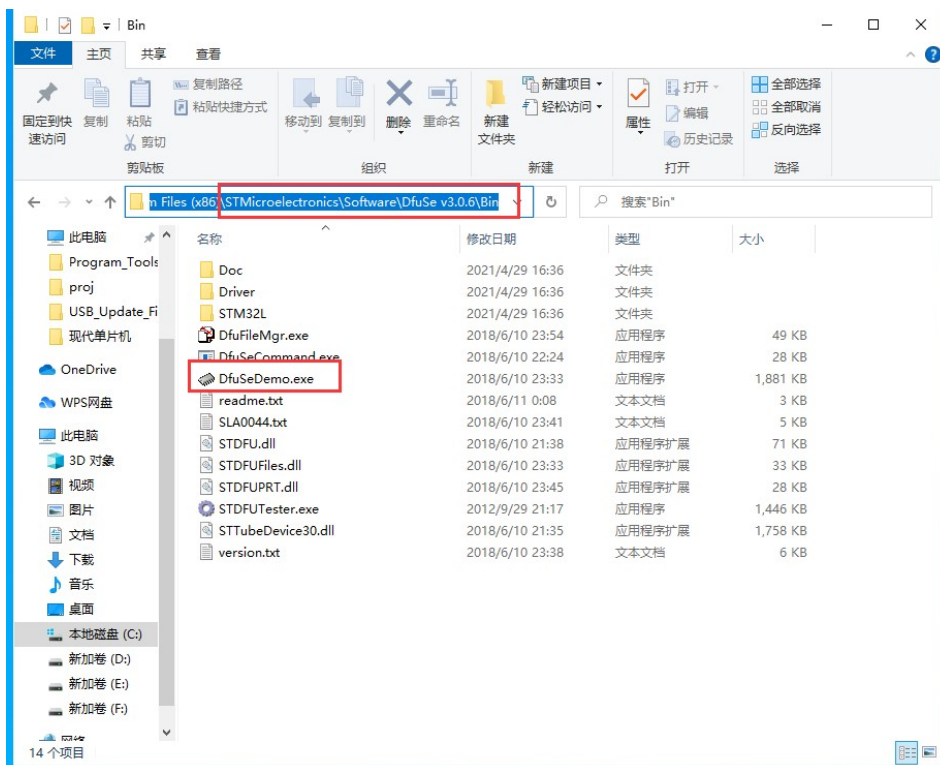 Bin
文件 主页 共享 查看
固定到快速访问
复制
粘贴
复制路径
粘贴快捷方式
剪切
剪贴板
移动到
复制到
删除
重命名
组织
新建文件夹
新建项目
轻松访问
新建
属性
打开
编辑
历史记录
打开
全部选择
全部取消
反向选择
选择
m Files (x86)\STMicroelectronics\Software\DfuSe v3.0.6\Bin
搜索"Bin"
此电脑
Program_Tools
proj
USB_Update_Fi
现代单片机
OneDrive
WPS网盘
此电脑
3D 对象
视频
图片
文档
下载
音乐
桌面
本地磁盘 (C:)
新加卷 (D:)
新加卷 (E:)
新加卷 (F:)
网络
名称 修改日期 类型 大小
Doc 2021/4/29 16:36 文件夹
Driver 2021/4/29 16:36 文件夹
STM32L 2021/4/29 16:36 文件夹
DfuFileMgr.exe 2018/6/10 23:54 应用程序 49 KB
DfuSeCommand.exe 2018/6/10 22:24 应用程序 28 KB
DfuSeDemo.exe 2018/6/10 23:33 应用程序 1,881 KB
readme.txt 2018/6/11 0:08 文本文档 3 KB
SLA0044.txt 2018/6/10 23:41 文本文档 5 KB
STDFU.dll 2018/6/10 21:38 应用程序扩展 71 KB
STDFUFiles.dll 2018/6/10 23:33 应用程序扩展 33 KB
STDFUPRT.dll 2018/6/10 23:45 应用程序扩展 28 KB
STDFUTester.exe 2012/9/29 21:17 应用程序 1,446 KB
STTubeDevice30.dll 2018/6/10 21:35 应用程序扩展 1,758 KB
version.txt 2018/6/10 23:38 文本文档 6 KB
14 个项目